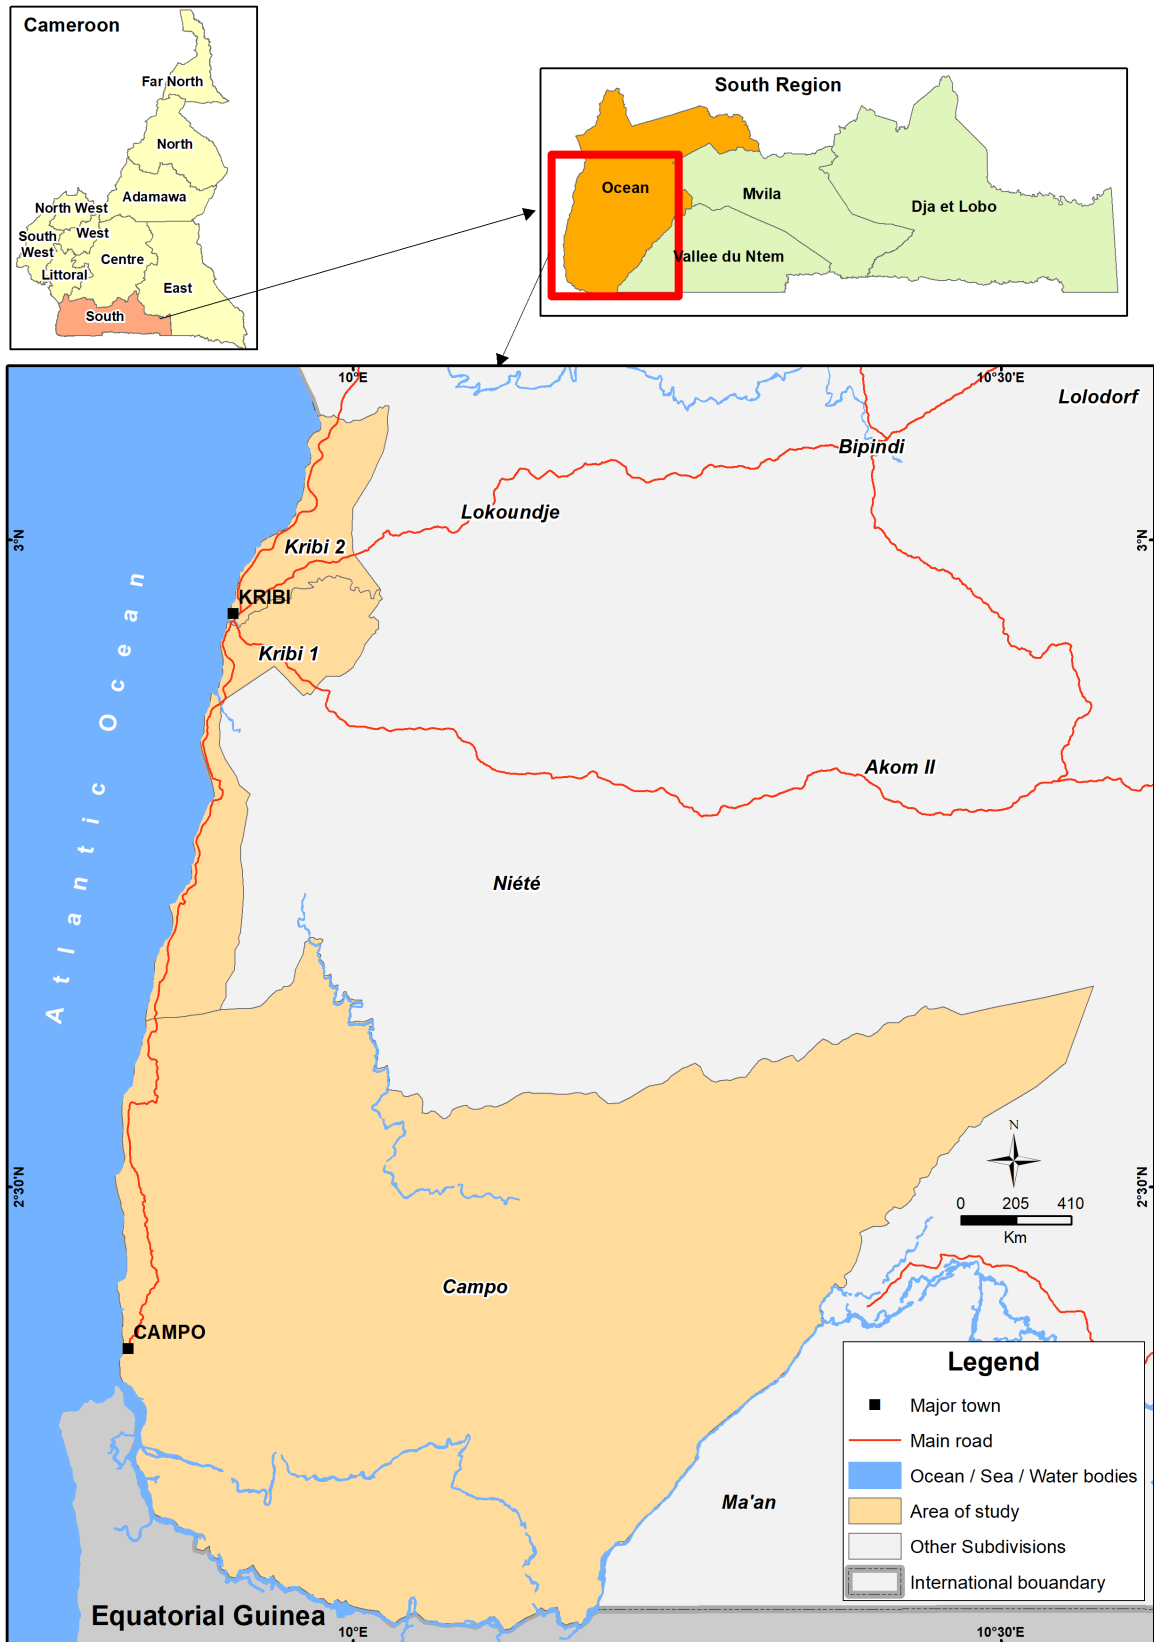 Cameroon
Far North
North
Adamawa
North West
West
South
West
Centre
Littoral
East
South
South Region
Ocean
Mvila
Dja et Lobo
Vallee du Ntem
10°E
10°30'E
Lolodorf
Bipindi
Lokoundje
3°N
3°N
Kribi 2
KRIBI
Kribi 1
Atlantic Ocean
Akom II
Niété
N
2°30'N
2°30'N
0 205 410
Km
Campo
CAMPO
Legend
Major town
Main road
Ocean / Sea / Water bodies
Area of study
Other Subdivisions
International bouandary
Ma'an
Equatorial Guinea
10°E
10°30'E